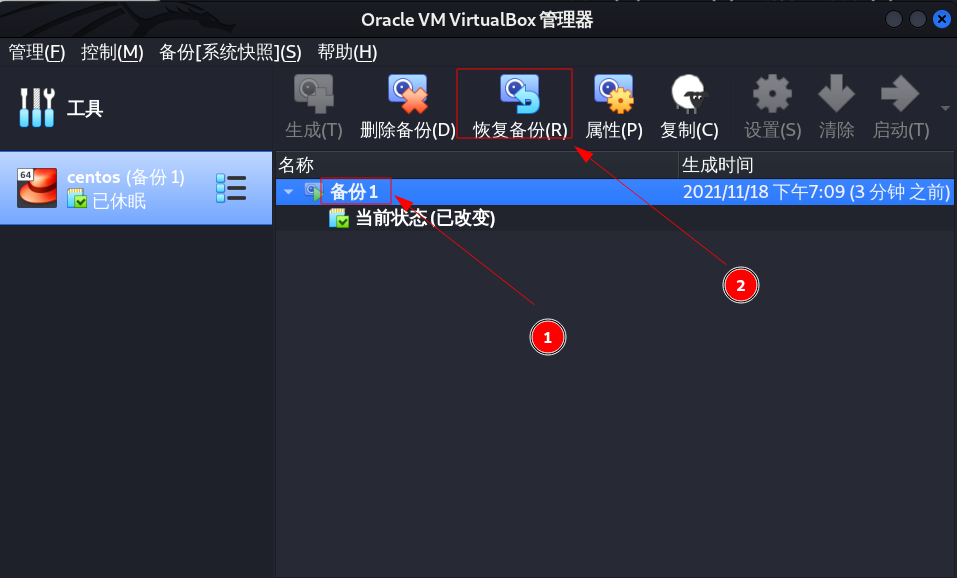 Oracle VM VirtualBox 管理器
管理(F) 控制(M) 备份[系统快照](S) 帮助(H)
工具
生成(T) 删除备份(D) 恢复备份(R) 属性(P) 复制(C) 设置(S) 清除 启动(T)
名称 生成时间
64
centos (备份 1)
已休眠
备份 1 2021/11/18 下午7:09 (3 分钟 之前)
当前状态 (已改变)
2
1